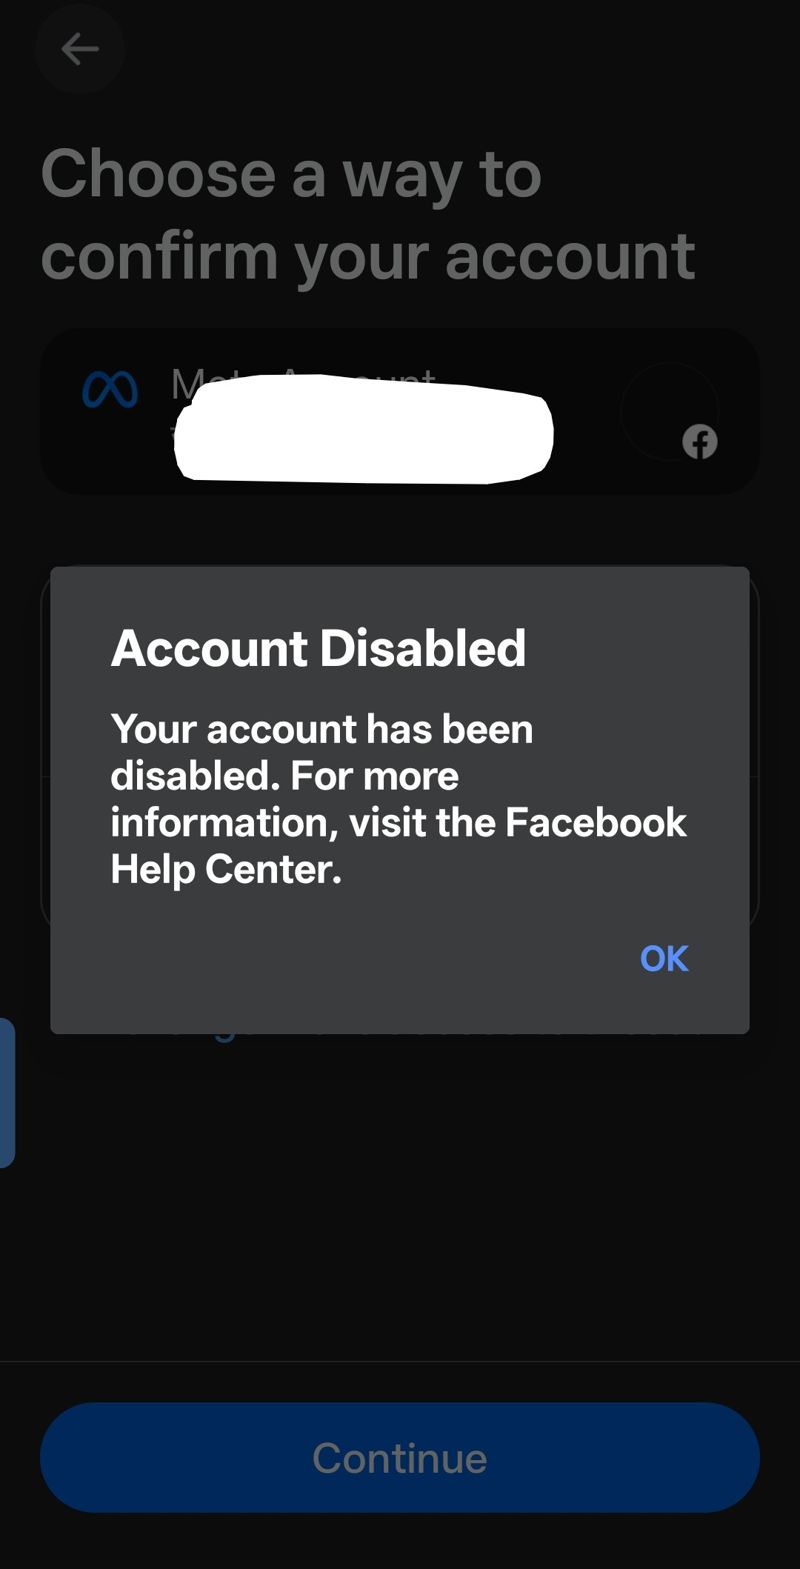 Choose a way to
confirm your account
Account Disabled
Your account has been
disabled. For more
information, visit the Facebook
Help Center.
OK
Continue